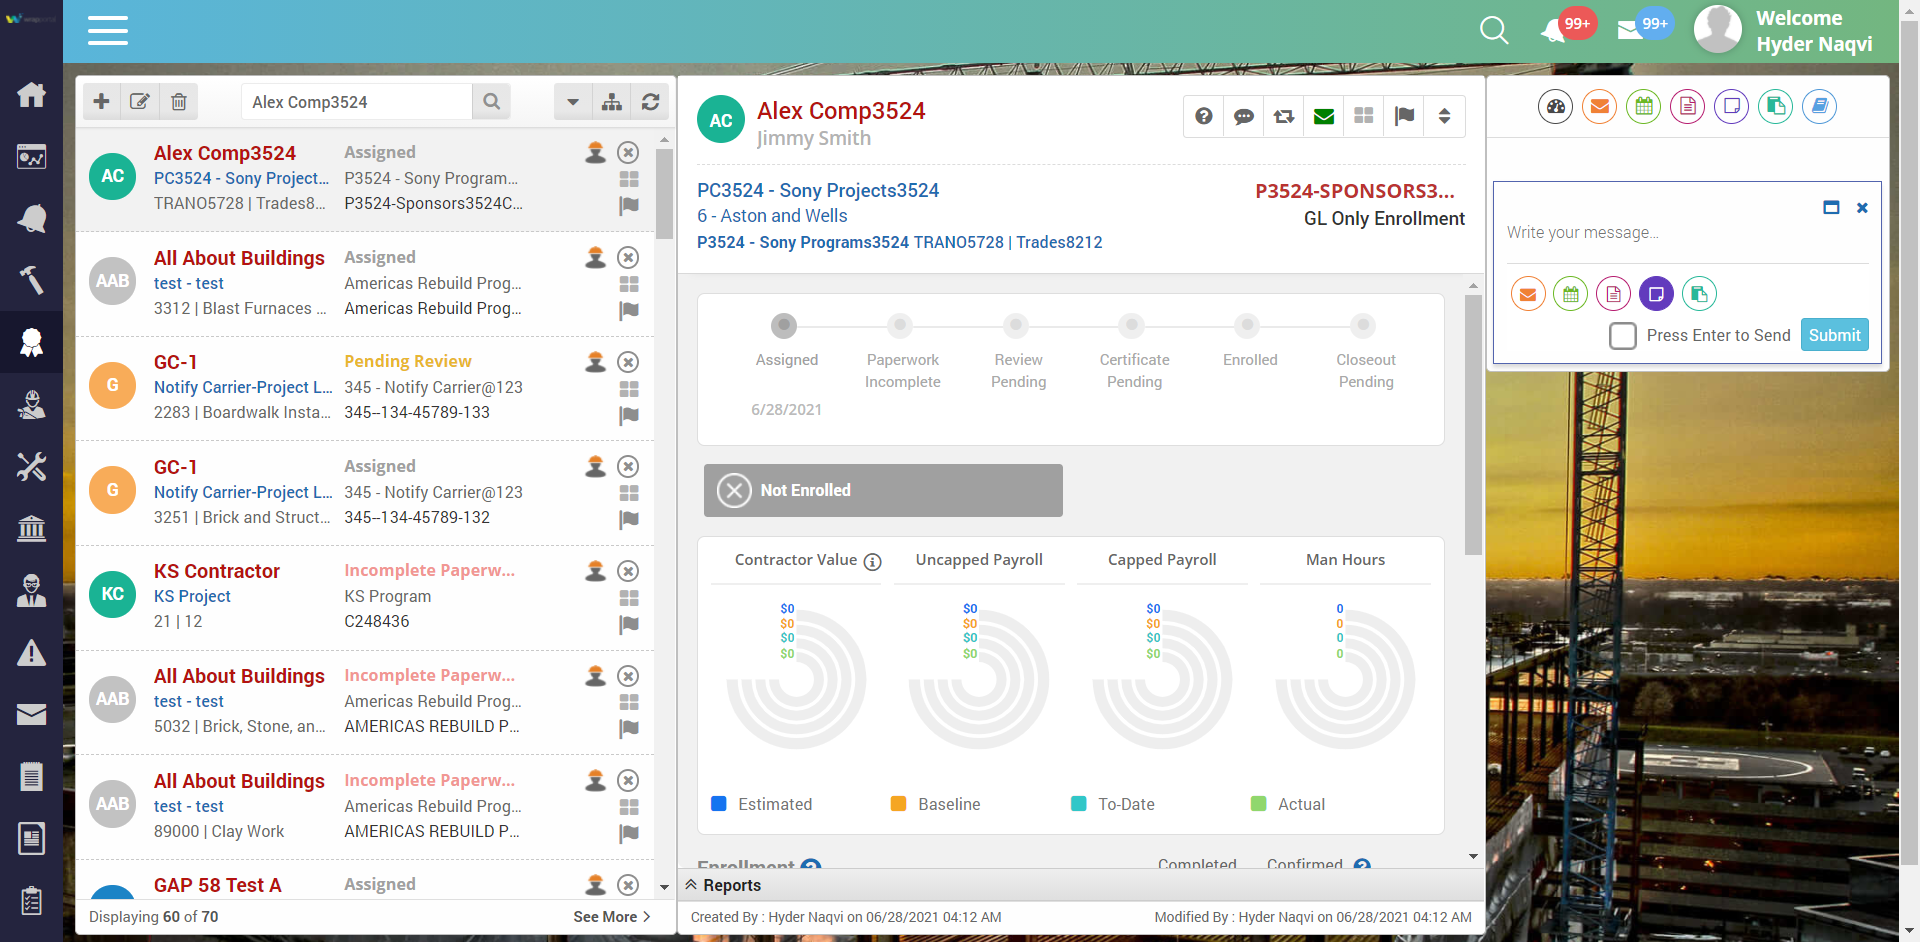 99+
99+
Welcome
Hyder Naqvi
Alex Comp3524
AC
Alex Comp3524
Assigned
PC3524 - Sony Project...
P3524 - Sony Program...
TRANO5728 | Trades8...
P3524-Sponsors3524C...
AAB
All About Buildings
Assigned
test - test
Americas Rebuild Prog...
3312 | Blast Furnaces ...
Americas Rebuild Prog...
G
GC-1
Pending Review
Notify Carrier-Project L...
345 - Notify Carrier@123
2283 | Boardwalk Insta...
345--134-45789-133
G
GC-1
Assigned
Notify Carrier-Project L...
345 - Notify Carrier@123
3251 | Brick and Struct...
345--134-45789-132
KC
KS Contractor
Incomplete Paperw...
KS Project
KS Program
21 | 12
C248436
AAB
All About Buildings
Incomplete Paperw...
test - test
Americas Rebuild Prog...
5032 | Brick, Stone, an...
AMERICAS REBUILD P...
AAB
All About Buildings
Incomplete Paperw...
test - test
Americas Rebuild Prog...
89000 | Clay Work
AMERICAS REBUILD P...
GAP 58 Test A
Assigned
Displaying 60 of 70
See More
AC
Alex Comp3524
Jimmy Smith
PC3524 - Sony Projects3524
P3524-SPONSORS3...
6 - Aston and Wells
GL Only Enrollment
P3524 - Sony Programs3524 TRANO5728 | Trades8212
Assigned
Paperwork Incomplete
Review Pending
Certificate Pending
Enrolled
Closeout Pending
6/28/2021
Not Enrolled
Contractor Value
Uncapped Payroll
Capped Payroll
Man Hours
$0
$0
$0
$0
$0
$0
$0
$0
$0
$0
$0
$0
0
0
0
0
Estimated
Baseline
To-Date
Actual
Enrollment
Completed
Confirmed
Reports
Created By : Hyder Naqvi on 06/28/2021 04:12 AM
Modified By : Hyder Naqvi on 06/28/2021 04:12 AM
Write your message...
Press Enter to Send
Submit